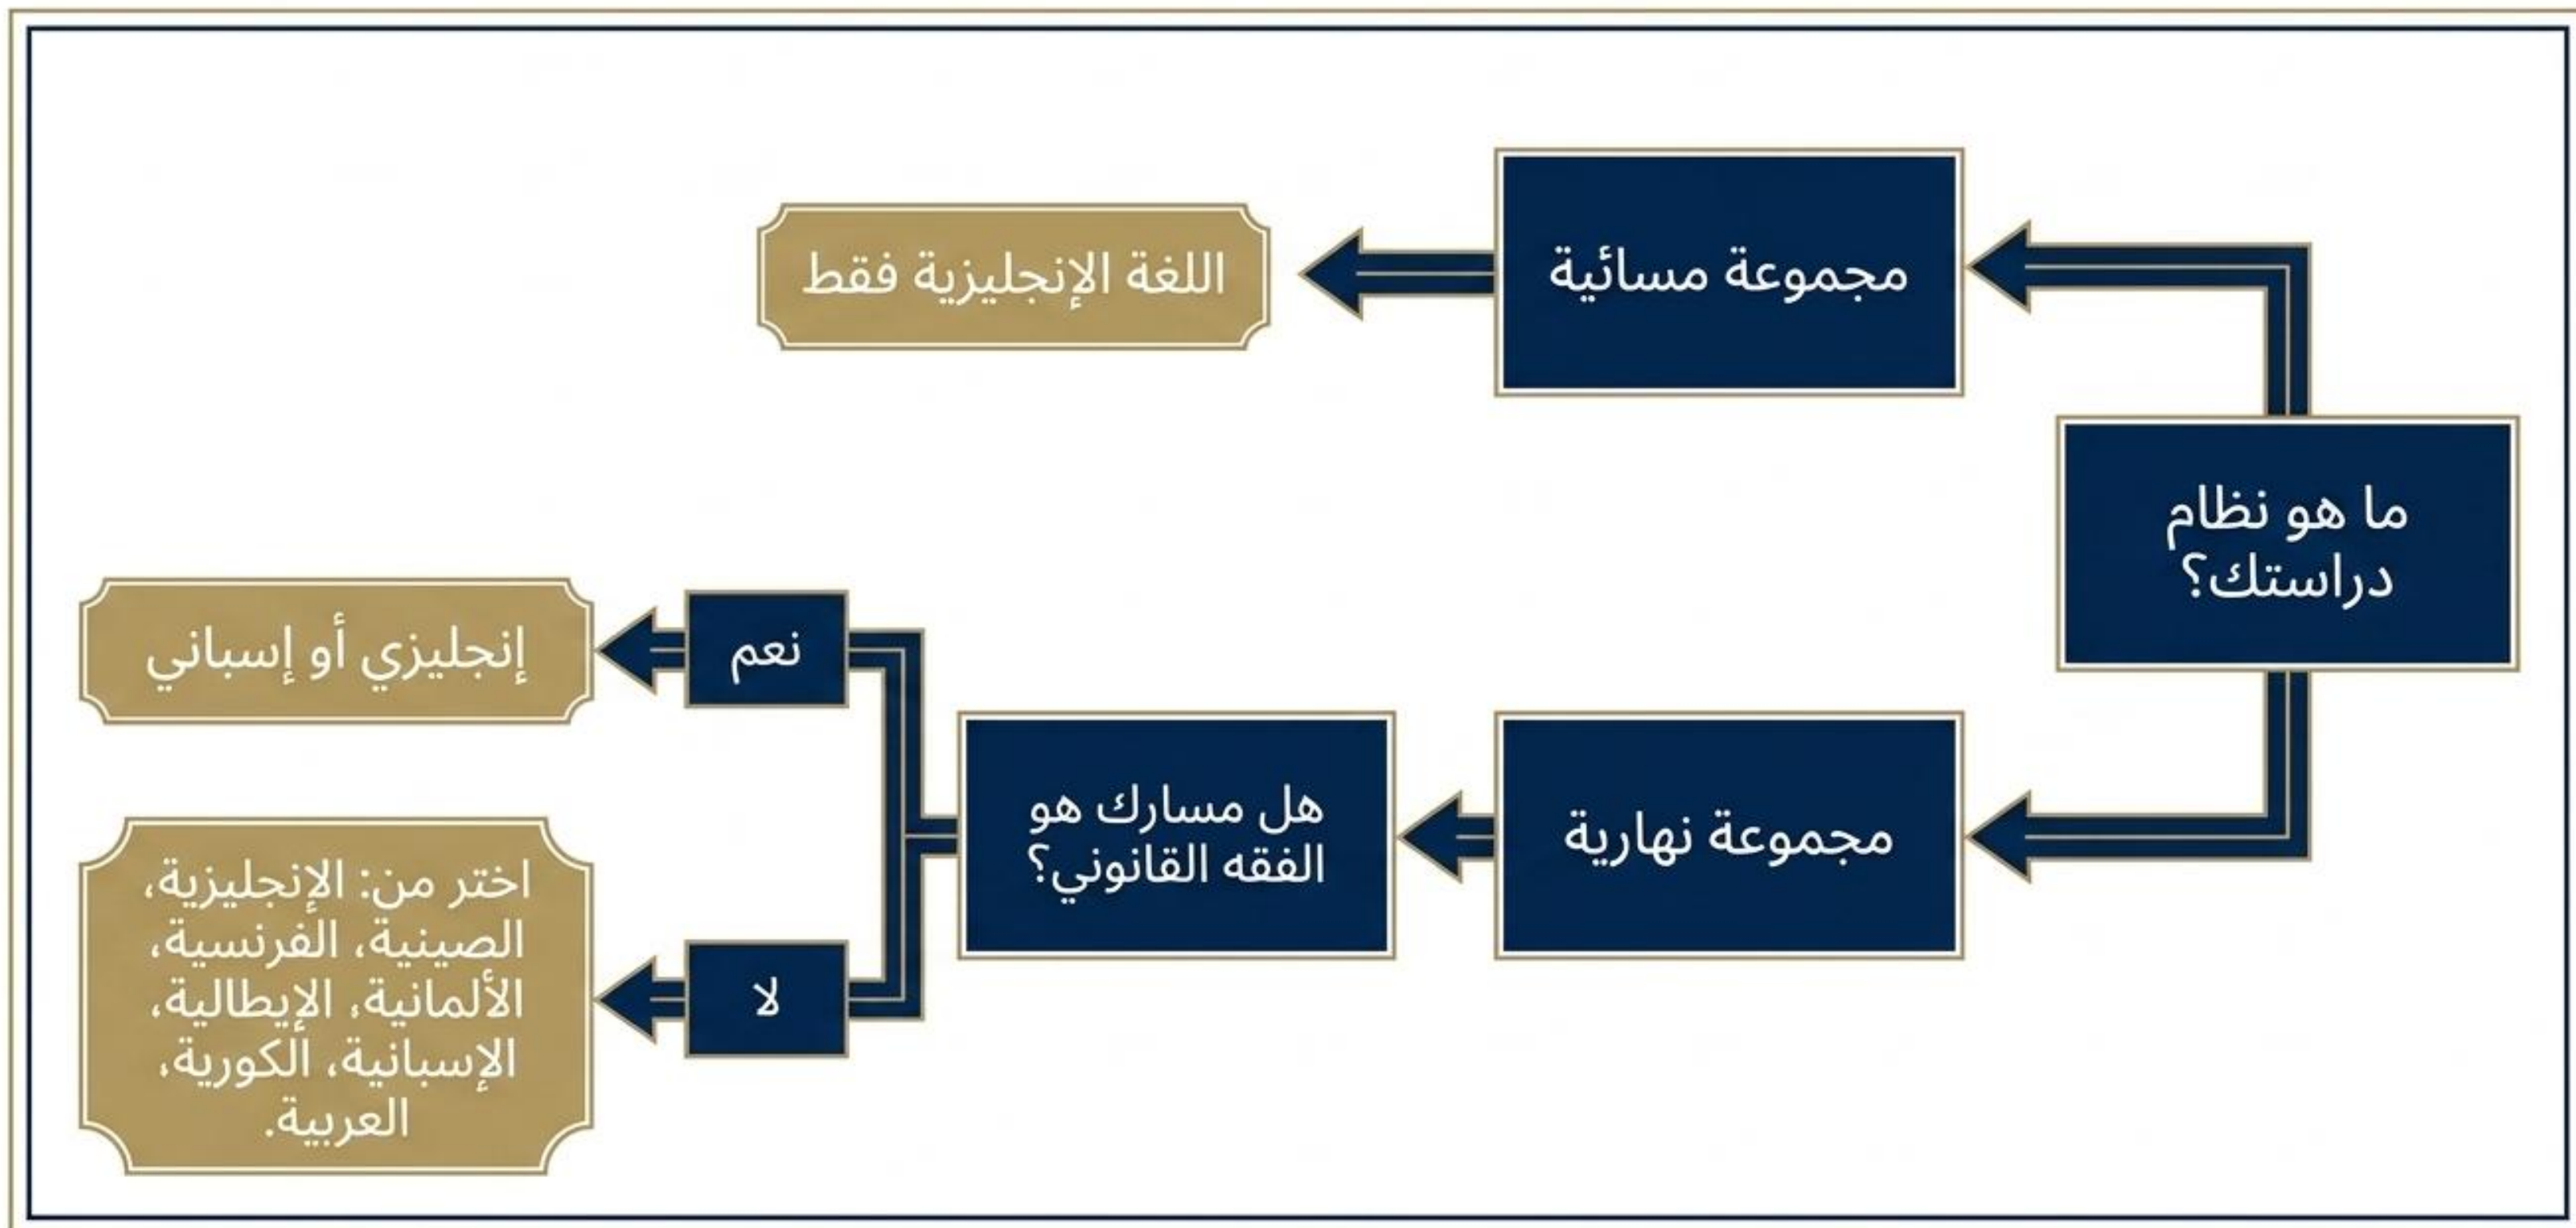 ما هو نظام
دراستك؟
مجموعة مسائية
اللغة الإنجليزية فقط
مجموعة نهارية
هل مسارك هو
الفقه القانوني؟
نعم
إنجليزي أو إسباني
لا
اختر من: الإنجليزية،
الصينية، الفرنسية،
الألمانية، الإيطالية،
الإسبانية، الكورية،
العربية.